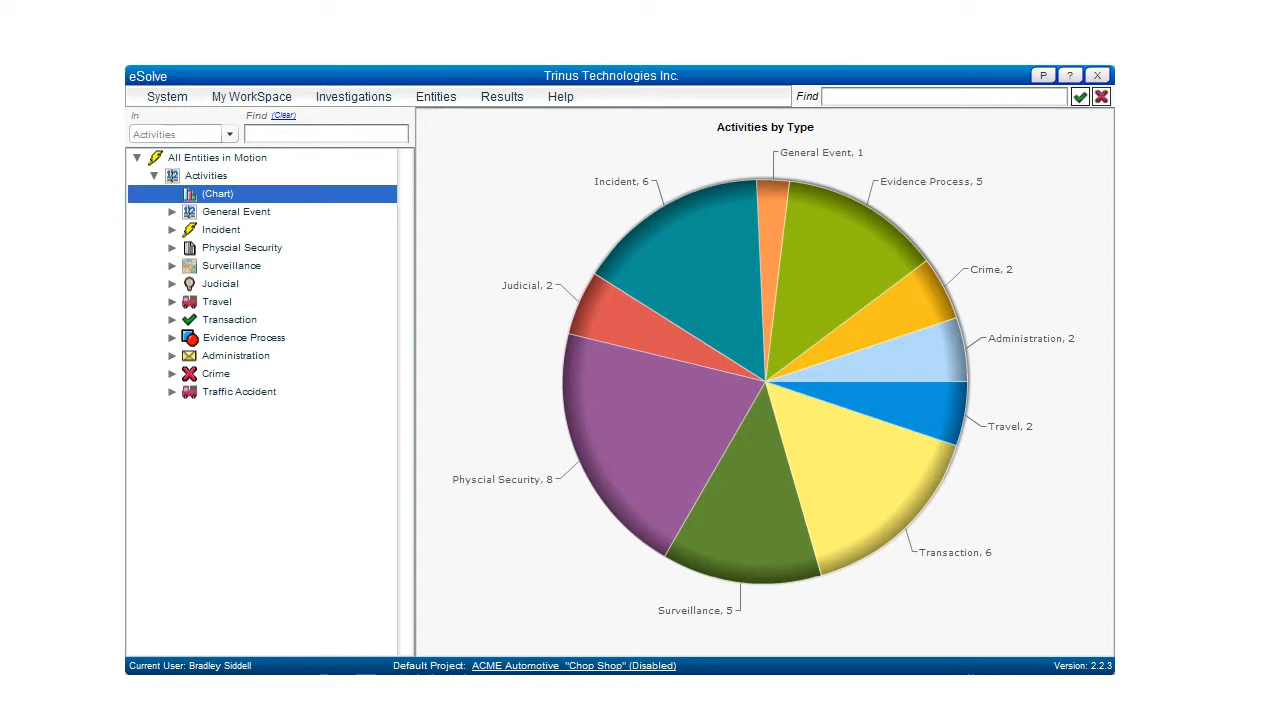 eSolve Trinus Technologies Inc. P ? X
System My WorkSpace Investigations Entities Results Help Find
In Find (Clear)
Activities
All Entities in Motion
Activities
(Chart)
General Event
Incident
Physcial Security
Surveillance
Judicial
Travel
Transaction
Evidence Process
Administration
Crime
Traffic Accident
Activities by Type
General Event, 1
Incident, 6
Evidence Process, 5
Crime, 2
Judicial, 2
Administration, 2
Travel, 2
Physcial Security, 8
Transaction, 6
Surveillance, 5
Current User: Bradley Siddell Default Project: ACME Automotive "Chop Shop" (Disabled) Version: 2.2.3